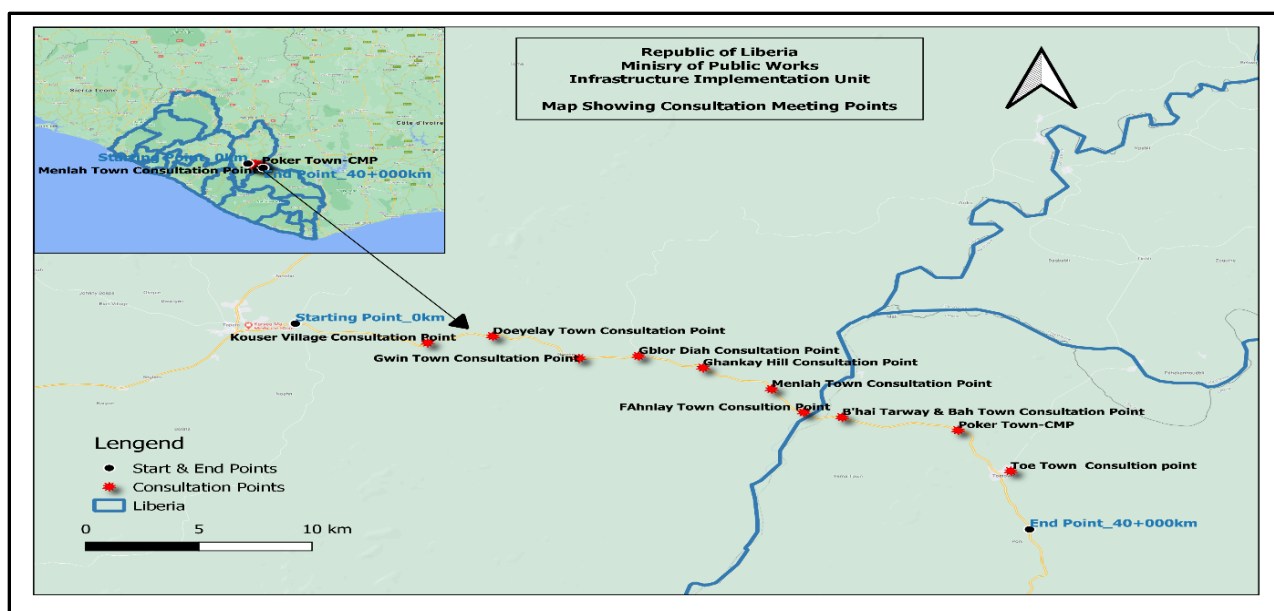 Republic of Liberia
Minisry of Public Works
Infrastructure Implementation Unit
Map Showing Consultation Meeting Points
Sierra Leone
Côte d'Ivoire
Starting Point_0km
Poker Town-CMP
Menlah Town Consultation Point
End Point_40+000km
Starting Point_0km
Kouser Village Consultation Point
Doeyelay Town Consultation Point
Gwin Town Consultation Point
Gblor Diah Consultation Point
Ghankay Hill Consultation Point
Menlah Town Consultation Point
FAhnlay Town Consultion Point
B'hai Tarway & Bah Town Consultation Point
Poker Town-CMP
Toe Town Consultion point
End Point_40+000km
Lengend
Start & End Points
Consultation Points
Liberia
0 5 10 km